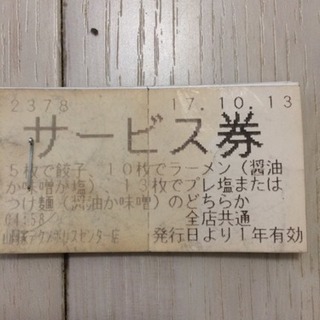 2378 17.10.13
サービス券
5枚で餃子、10枚でラーメン(醤油
か味噌か塩)、13枚でプレ塩または
つけ麺(醤油か味噌)のどちらか
04:58 全店共通
発行日より1年有効